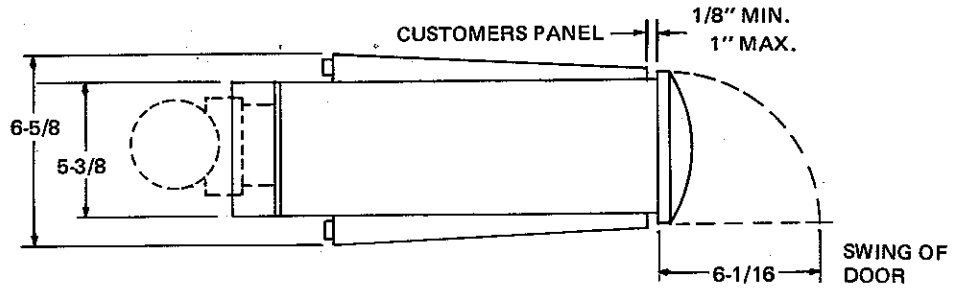 1/8" MIN.
CUSTOMERS PANEL
1" MAX.
6-5/8
5-3/8
SWING OF
6-1/16
DOOR